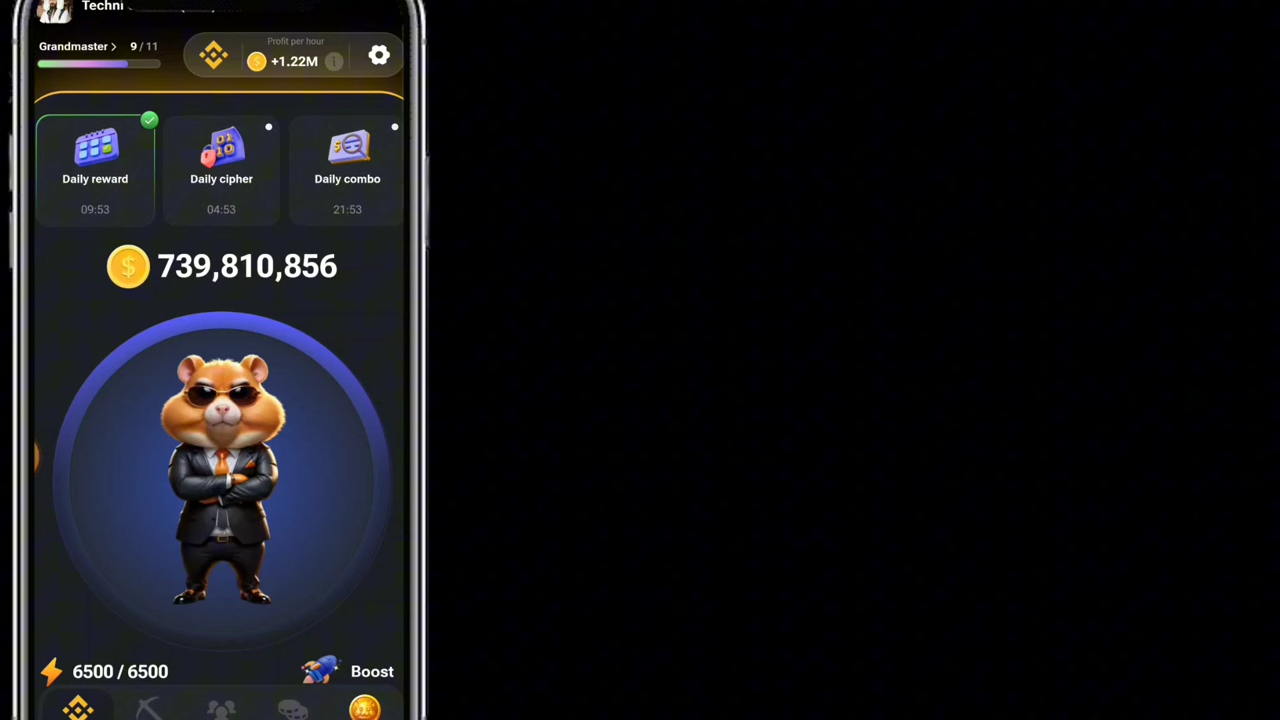 Techni
Grandmaster > 9 / 11
Profit per hour
+1.22M
Daily reward
09:53
Daily cipher
04:53
Daily combo
21:53
739,810,856
6500 / 6500
Boost